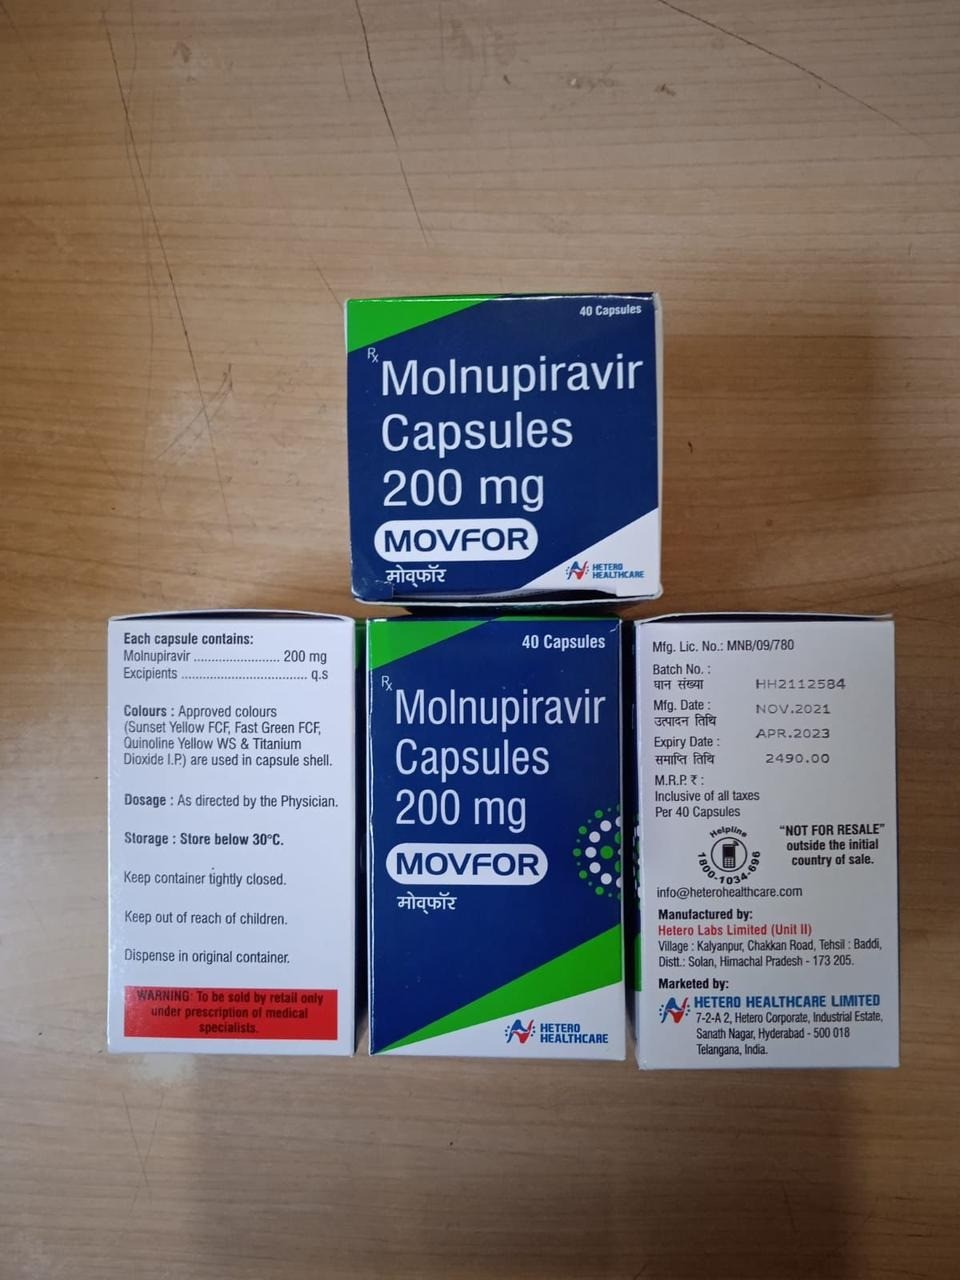 40 Capsules
Rx
Molnupiravir
Capsules
200 mg
MOVFOR
मोव्फॉर
HETERO
HEALTHCARE
Each capsule contains:
Molnupiravir ........................ 200 mg
Excipients ................................... q.s
Colours : Approved colours
(Sunset Yellow FCF, Fast Green FCF,
Quinoline Yellow WS & Titanium
Dioxide I.P.) are used in capsule shell.
Dosage : As directed by the Physician.
Storage : Store below 30°C.
Keep container tightly closed.
Keep out of reach of children.
Dispense in original container.
WARNING: To be sold by retail only
under prescription of medical
specialists.
40 Capsules
Rx
Molnupiravir
Capsules
200 mg
MOVFOR
मोव्फॉर
HETERO
HEALTHCARE
Mfg. Lic. No.: MNB/09/780
Batch No. :
घान संख्या HH2112584
Mfg. Date : NOV.2021
उत्पादन तिथि
Expiry Date : APR.2023
समाप्ति तिथि 2490.00
M.R.P. ₹ :
Inclusive of all taxes
Per 40 Capsules
Helpline
1800-1034-696
"NOT FOR RESALE"
outside the initial
country of sale.
info@heterohealthcare.com
Manufactured by:
Hetero Labs Limited (Unit II)
Village : Kalyanpur, Chakkan Road, Tehsil : Baddi,
Distt.: Solan, Himachal Pradesh - 173 205.
Marketed by:
HETERO HEALTHCARE LIMITED
7-2-A 2, Hetero Corporate, Industrial Estate,
Sanath Nagar, Hyderabad - 500 018
Telangana, India.